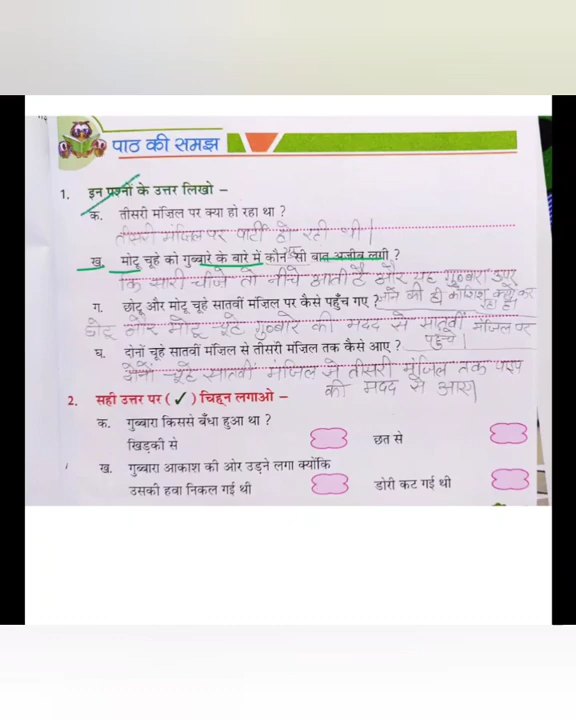 पाठ की समझ
1. इन प्रश्नों के उत्तर लिखो –
क. तीसरी मंज़िल पर क्या हो रहा था ?
तीसरी मंजिल पर पार्टी हो रही थी।
ख. मोटू चूहे को गुब्बारे के बारे में कौन सी बात अजीब लगी ?
कि सारी चीजे तो नीचे आती है और यह गुब्बारा ऊपर
जाने की ही कोशिश क्यों कर
रहा है।
ग. छोटू और मोटू चूहे सातवीं मंज़िल पर कैसे पहुँच गए ?
छोटू और मोटू चूहे गुब्बारे की मदद से सातवीं मंजिल पर
पहुंचे।
घ. दोनों चूहे सातवीं मंज़िल से तीसरी मंज़िल तक कैसे आए ?
दोनों चूहे सातवीं मंजिल से तीसरी मंजिल तक पाइप
की मदद से आए।
2. सही उत्तर पर ( ✓ ) चिह्न लगाओ –
क. गुब्बारा किससे बँधा हुआ था ?
खिड़की से छत से
ख. गुब्बारा आकाश की ओर उड़ने लगा क्योंकि
उसकी हवा निकल गई थी डोरी कट गई थी